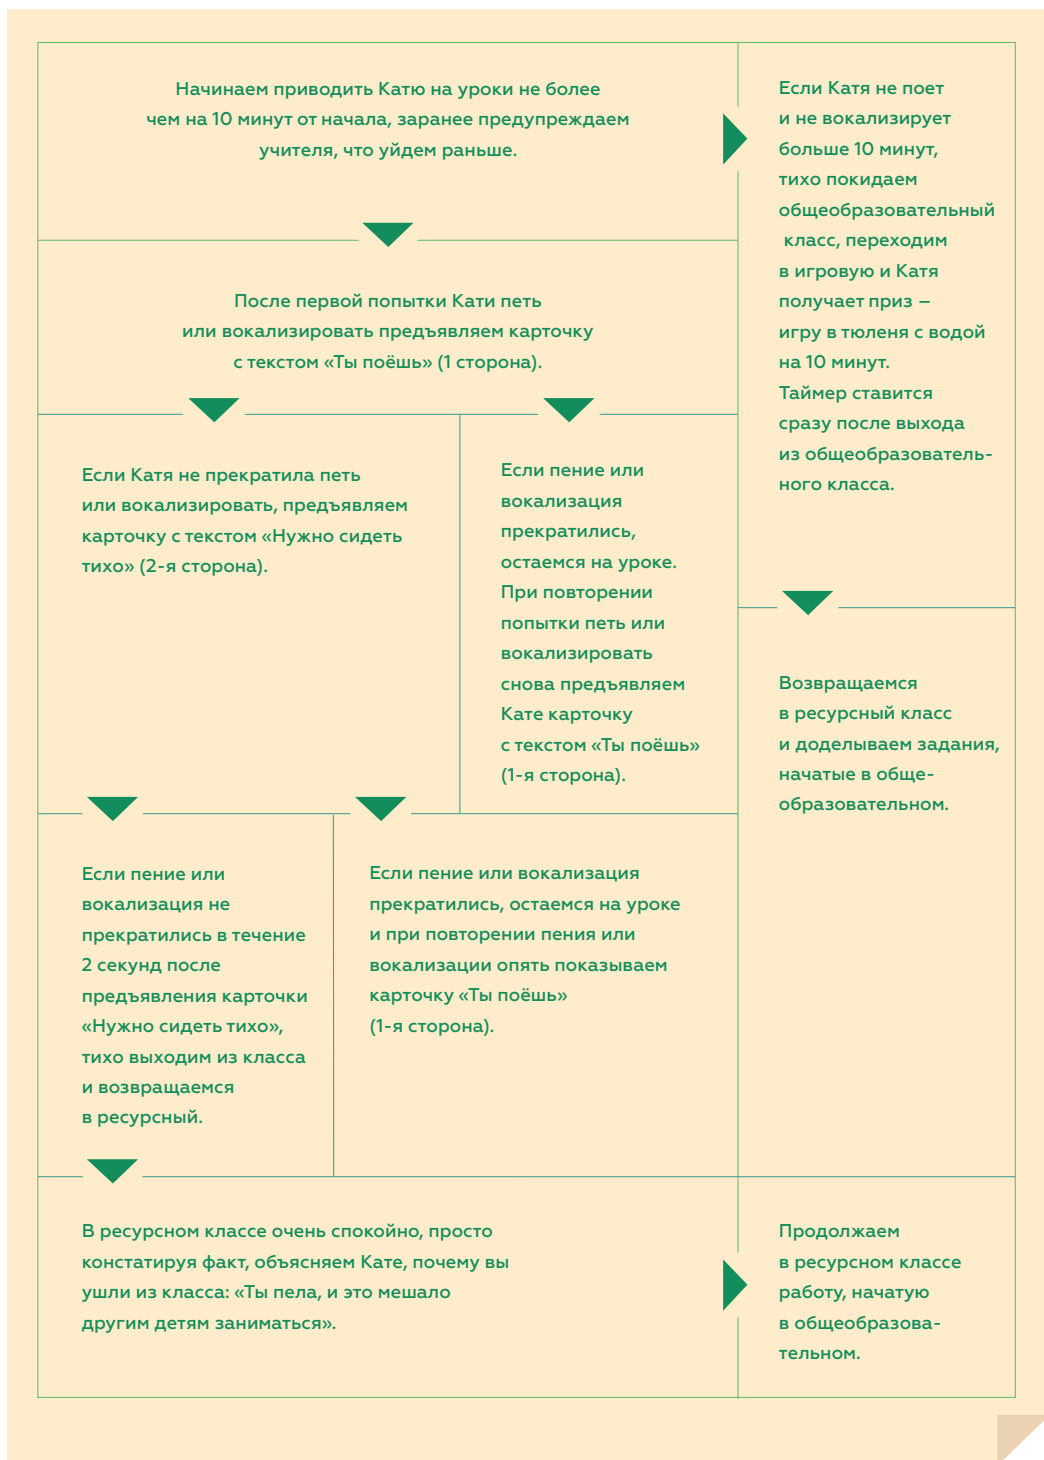 Начинаем приводить Катю на уроки не более
чем на 10 минут от начала, заранее предупреждаем
учителя, что уйдем раньше.
Если Катя не поет
и не вокализирует
больше 10 минут,
тихо покидаем
общеобразовательный
класс, переходим
в игровую и Катя
получает приз –
игру в тюленя с водой
на 10 минут.
Таймер ставится
сразу после выхода
из общеобразователь-
ного класса.
После первой попытки Кати петь
или вокализировать предъявляем карточку
с текстом «Ты поёшь» (1 сторона).
Если Катя не прекратила петь
или вокализировать, предъявляем
карточку с текстом «Нужно сидеть
тихо» (2-я сторона).
Если пение или
вокализация
прекратились,
остаемся на уроке.
При повторении
попытки петь или
вокализировать
снова предъявляем
Кате карточку
с текстом «Ты поёшь»
(1-я сторона).
Возвращаемся
в ресурсный класс
и доделываем задания,
начатые в обще-
образовательном.
Если пение или
вокализация не
прекратились в течение
2 секунд после
предъявления карточки
«Нужно сидеть тихо»,
тихо выходим из класса
и возвращаемся
в ресурсный.
Если пение или вокализация
прекратились, остаемся на уроке
и при повторении пения или
вокализации опять показываем
карточку «Ты поёшь»
(1-я сторона).
В ресурсном классе очень спокойно, просто
констатируя факт, объясняем Кате, почему вы
ушли из класса: «Ты пела, и это мешало
другим детям заниматься».
Продолжаем
в ресурсном классе
работу, начатую
в общеобразова-
тельном.